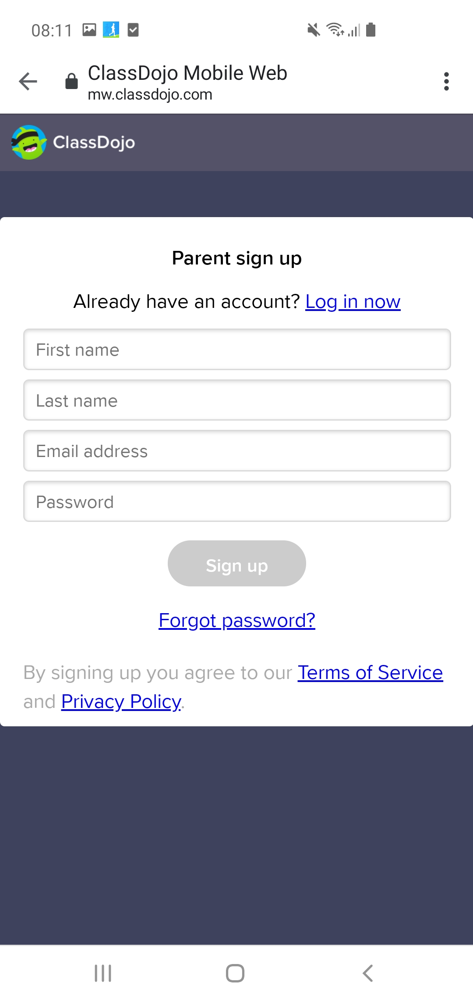 08:11
ClassDojo Mobile Web
mw.classdojo.com
ClassDojo
Parent sign up
Already have an account? Log in now
First name
Last name
Email address
Password
Sign up
Forgot password?
By signing up you agree to our Terms of Service
and Privacy Policy.